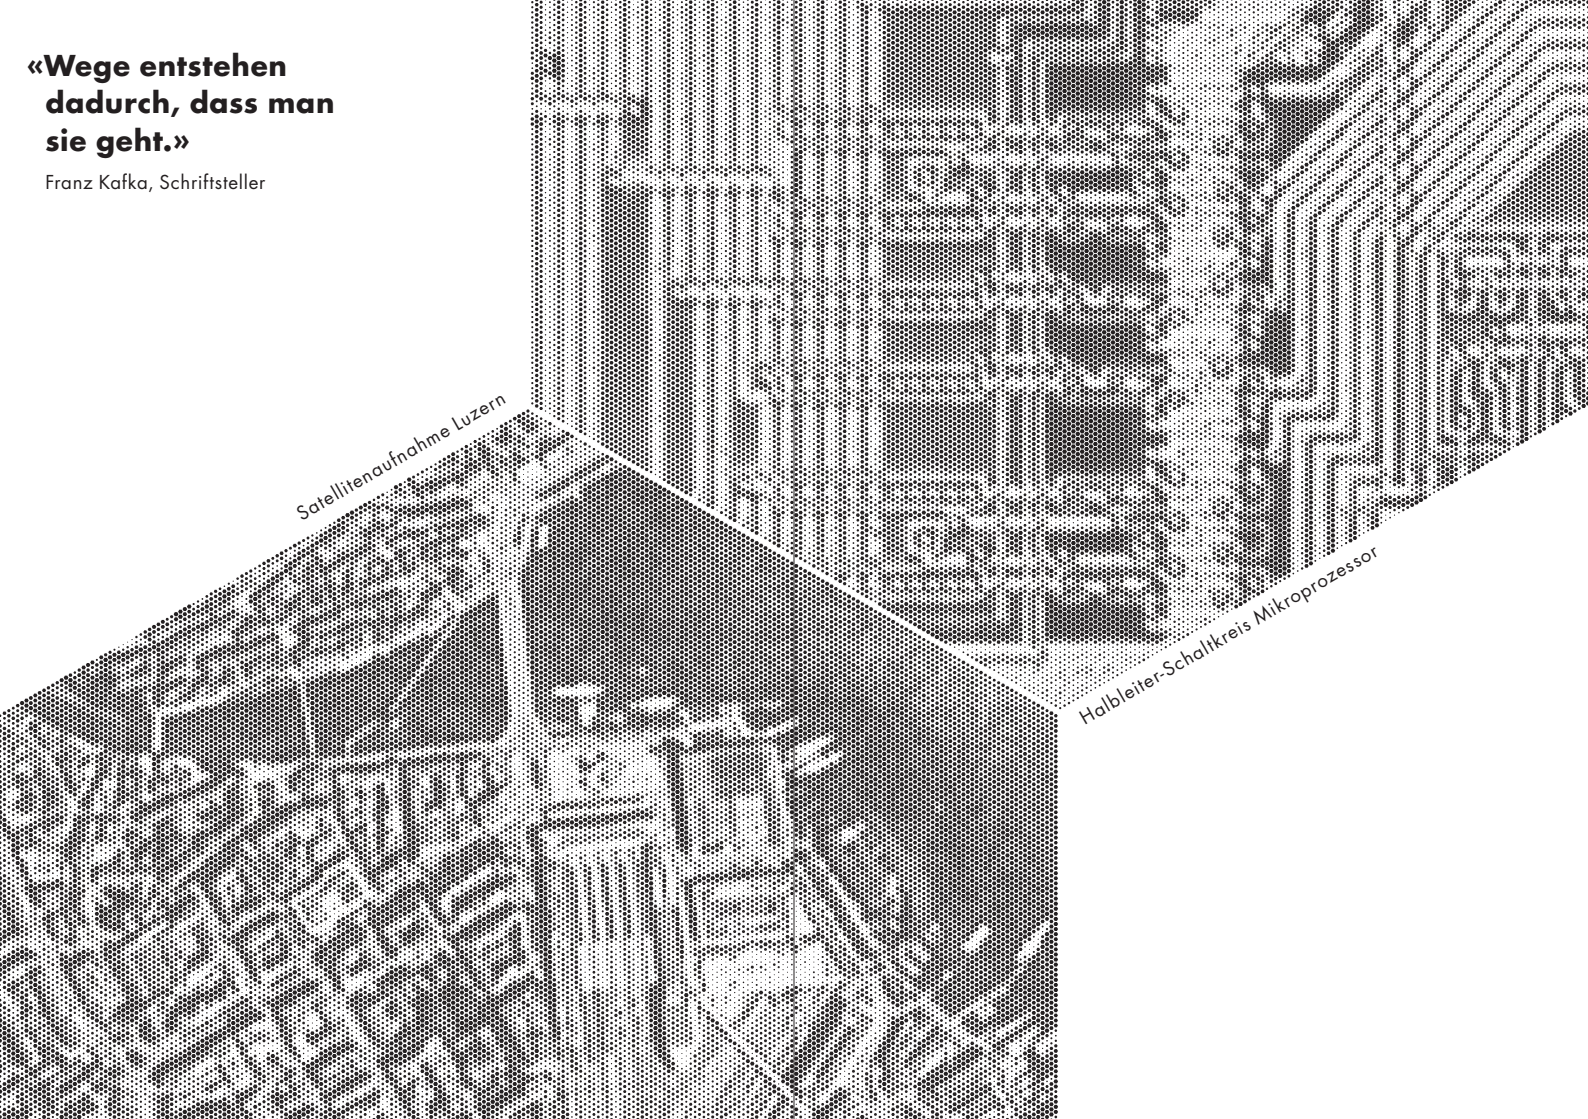 «Wege entstehen
dadurch, dass man
sie geht.»
Franz Kafka, Schriftsteller
Satellitenaufnahme Luzern
Halbleiter-Schaltkreis Mikroprozessor